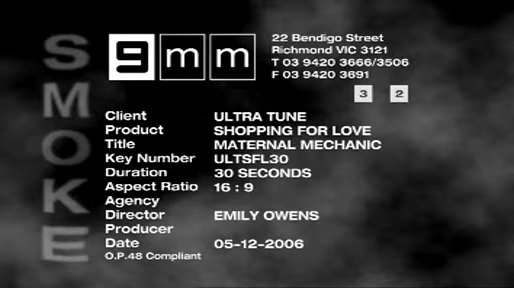 SMOKE
9mm
22 Bendigo Street
Richmond VIC 3121
T 03 9420 3666/3506
F 03 9420 3691
3 2
Client ULTRA TUNE
Product SHOPPING FOR LOVE
Title MATERNAL MECHANIC
Key Number ULTSFL30
Duration 30 SECONDS
Aspect Ratio 16 : 9
Agency
Director EMILY OWENS
Producer
Date 05-12-2006
O.P.48 Compliant